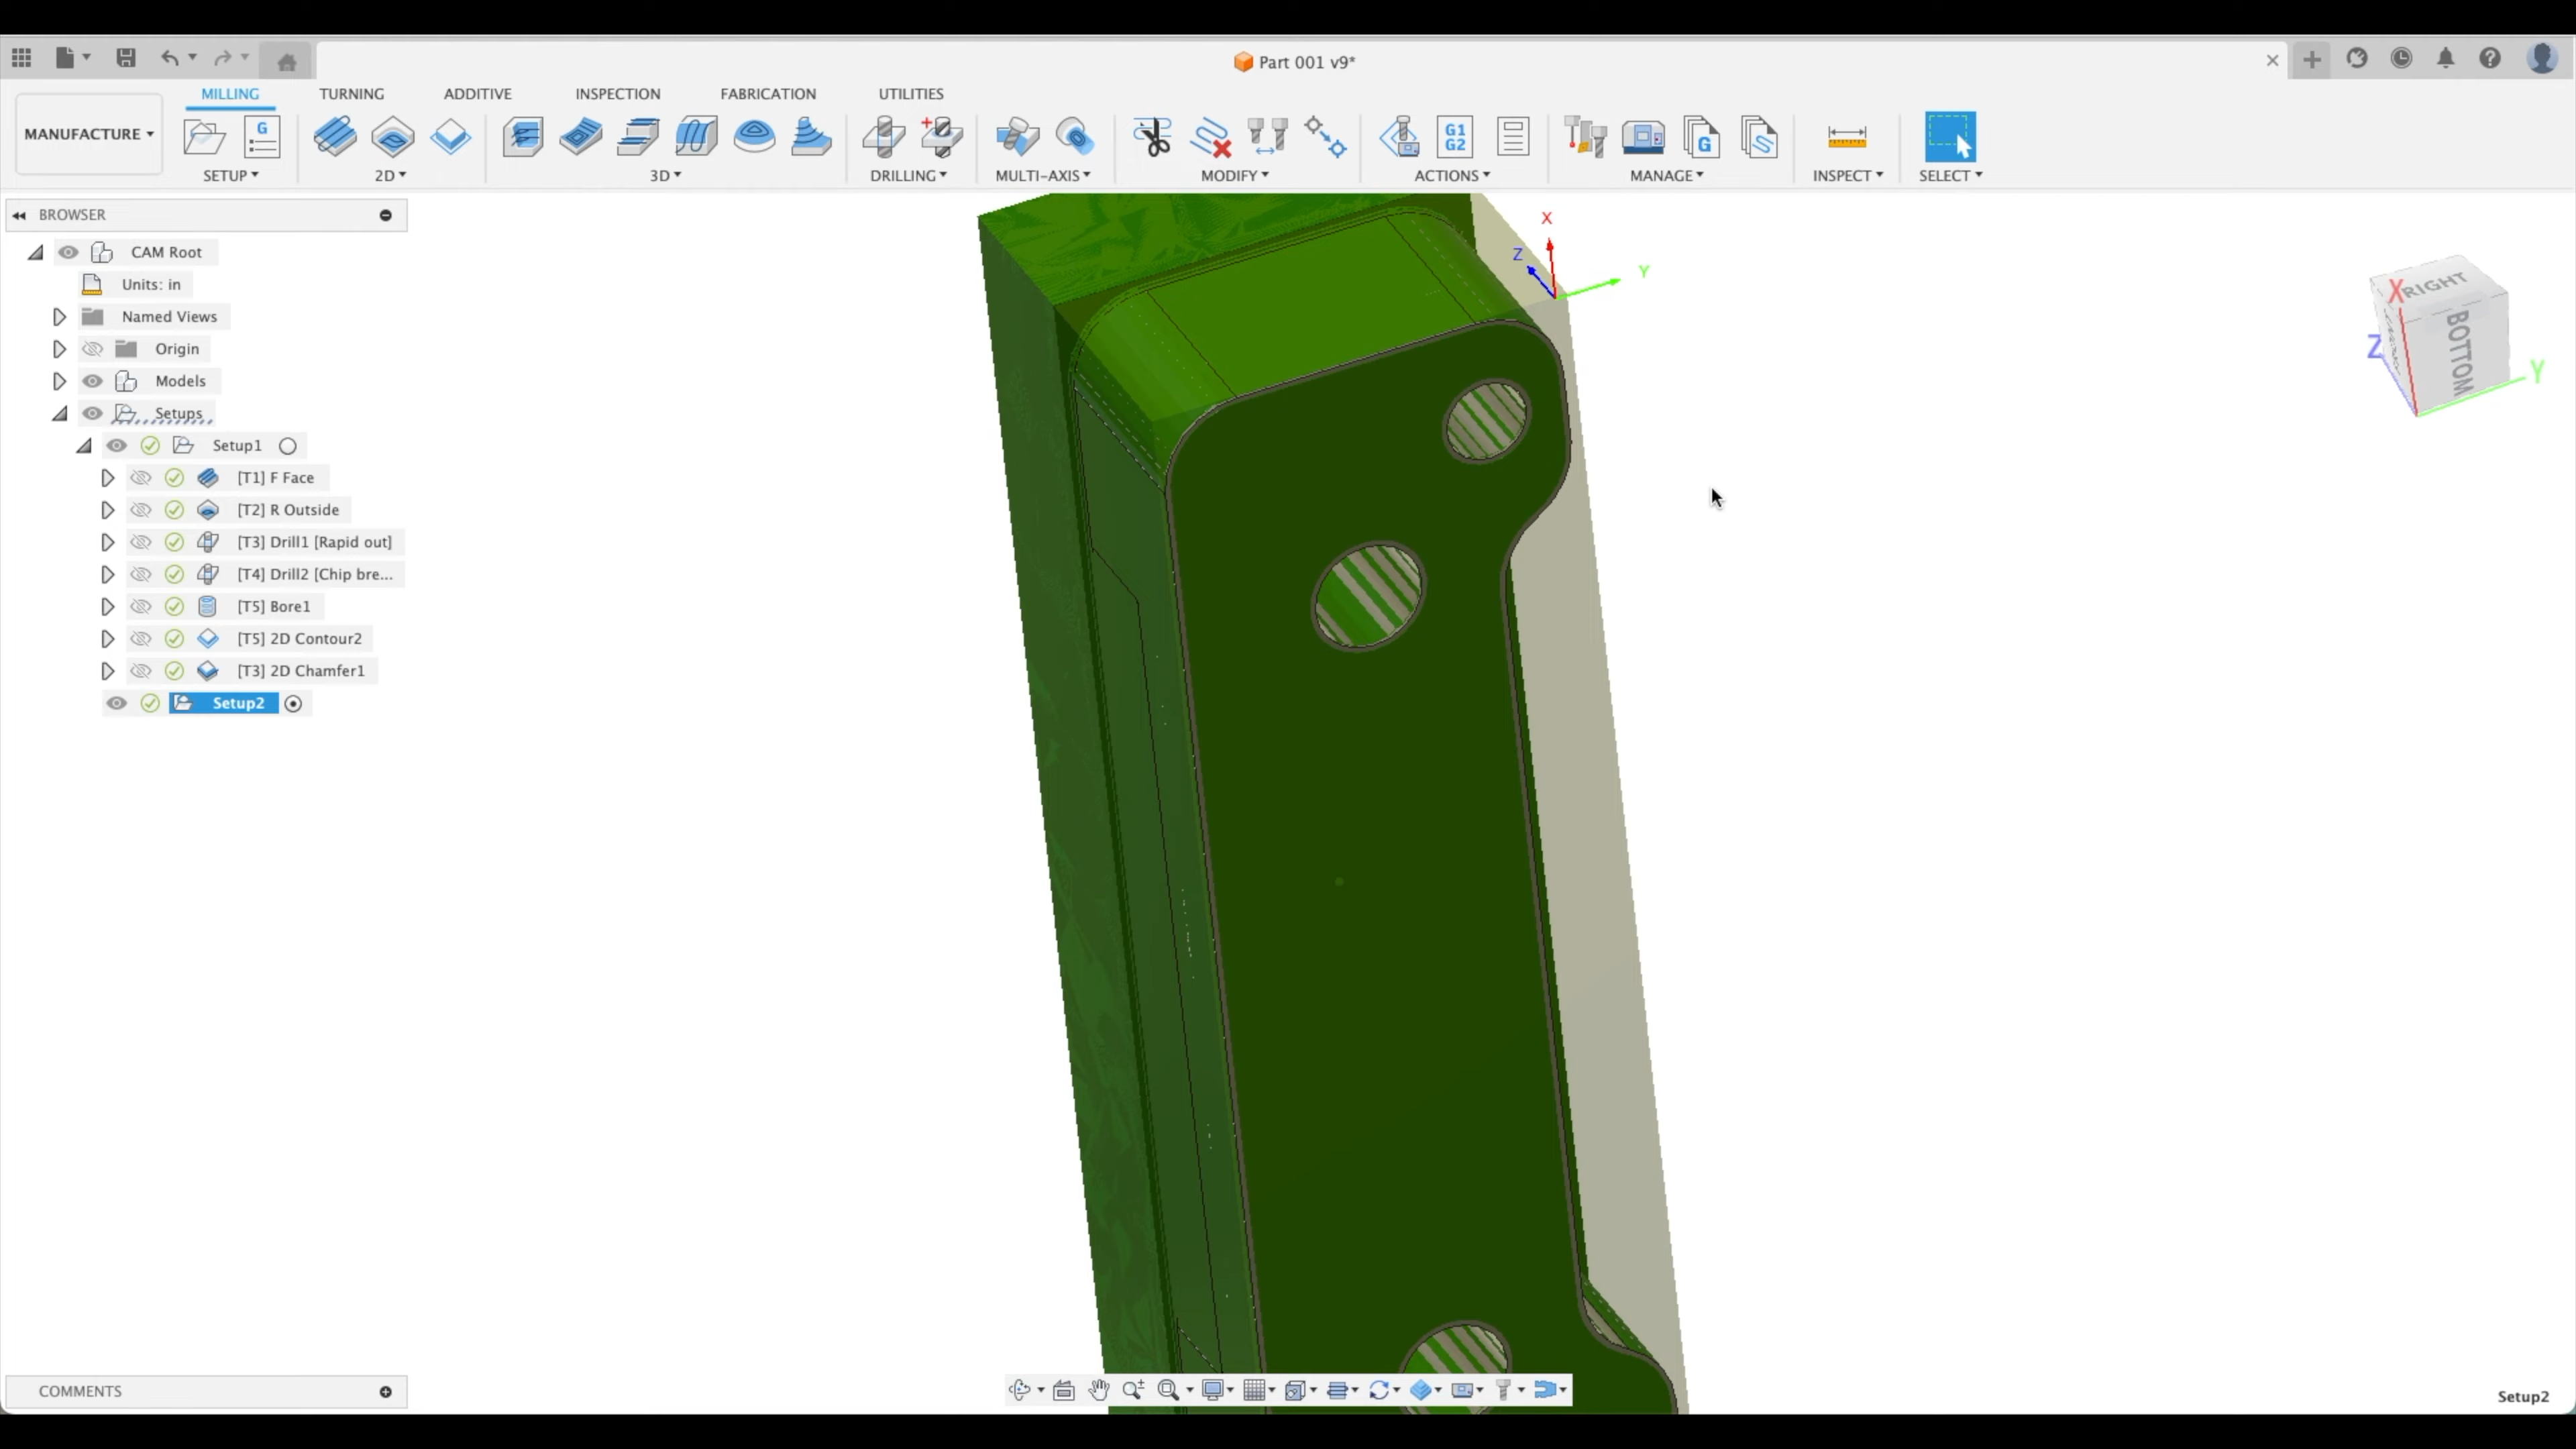 Part 001 v9*
MILLING TURNING ADDITIVE INSPECTION FABRICATION UTILITIES
MANUFACTURE
G
G1
G2
G
SETUP 2D 3D DRILLING MULTI-AXIS MODIFY ACTIONS MANAGE INSPECT SELECT
BROWSER
CAM Root
Units: in
Named Views
Origin
Models
Setups
Setup1
[T1] F Face
[T2] R Outside
[T3] Drill1 [Rapid out]
[T4] Drill2 [Chip bre...
[T5] Bore1
[T5] 2D Contour2
[T3] 2D Chamfer1
Setup2
X
Z
Y
X
RIGHT
BOTTOM
Z
Y
COMMENTS
Setup2